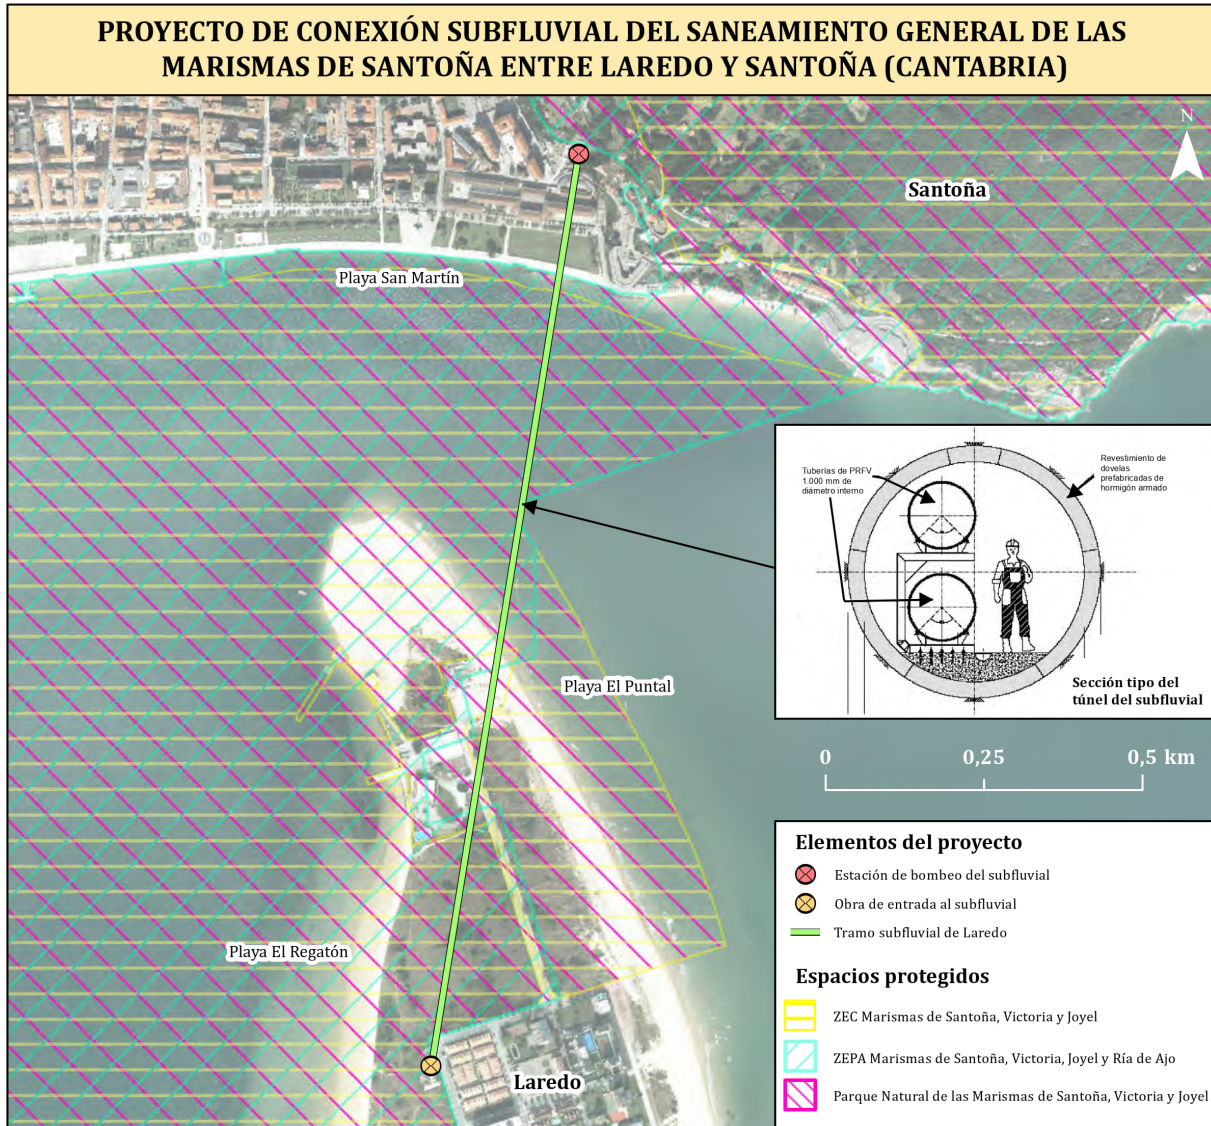 PROYECTO DE CONEXIÓN SUBFLUVIAL DEL SANEAMIENTO GENERAL DE LAS
MARISMAS DE SANTOÑA ENTRE LAREDO Y SANTOÑA (CANTABRIA)
N
Santoña
Playa San Martín
Tuberías de PRFV
1.000 mm de
diámetro interno
Revestimiento de
dovelas
prefabricadas de
hormigón armado
Sección tipo del
túnel del subfluvial
Playa El Puntal
0 0,25 0,5 km
Playa El Regatón
Laredo
Elementos del proyecto
Estación de bombeo del subfluvial
Obra de entrada al subfluvial
Tramo subfluvial de Laredo
Espacios protegidos
ZEC Marismas de Santoña, Victoria y Joyel
ZEPA Marismas de Santoña, Victoria, Joyel y Ría de Ajo
Parque Natural de las Marismas de Santoña, Victoria y Joyel